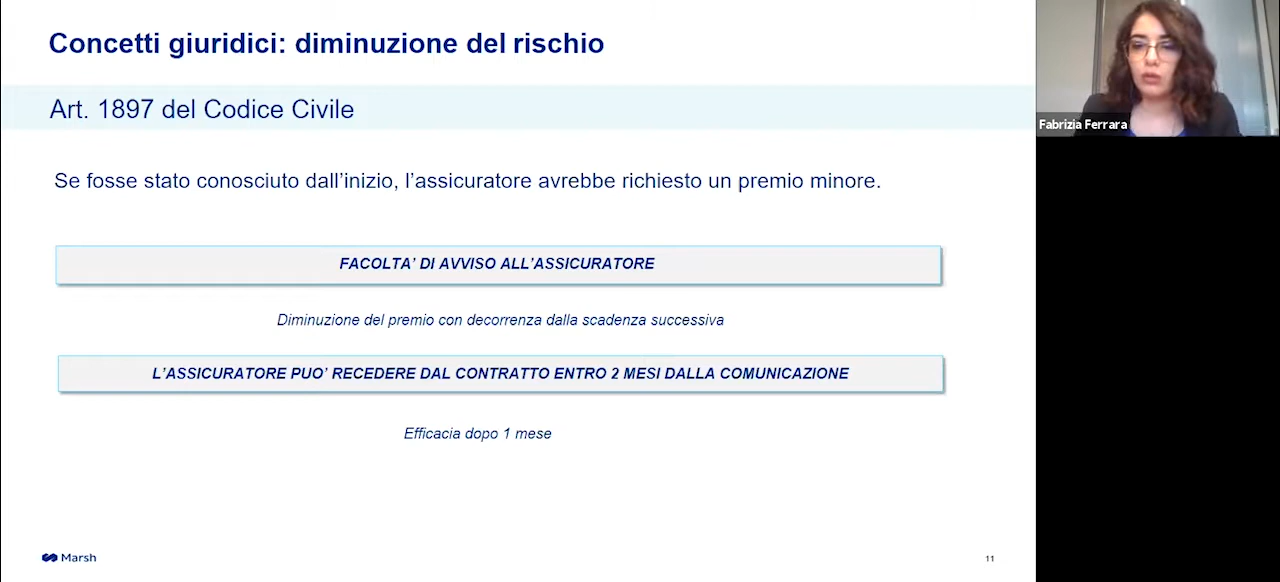 Concetti giuridici: diminuzione del rischio
Art. 1897 del Codice Civile
Se fosse stato conosciuto dall’inizio, l’assicuratore avrebbe richiesto un premio minore.
FACOLTA’ DI AVVISO ALL’ASSICURATORE
Diminuzione del premio con decorrenza dalla scadenza successiva
L’ASSICURATORE PUO’ RECEDERE DAL CONTRATTO ENTRO 2 MESI DALLA COMUNICAZIONE
Efficacia dopo 1 mese
Marsh
11
Fabrizia Ferrara